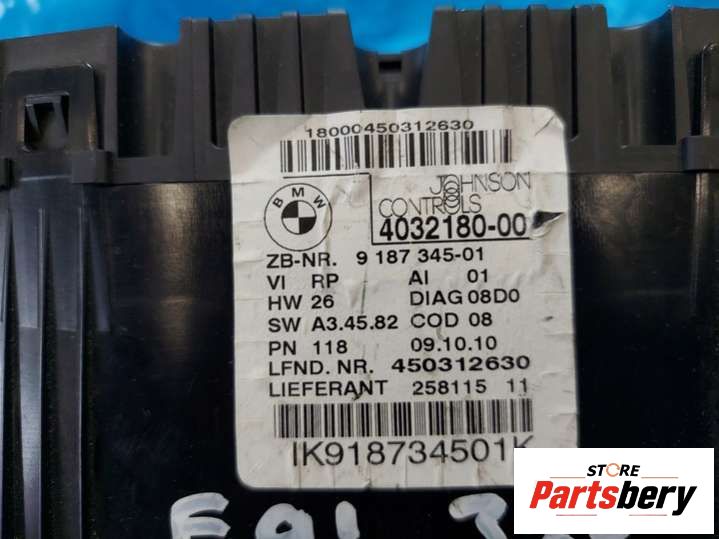 18000450312630
BMW
JOHNSON
CONTROLS
4032180-00
ZB-NR. 9 187 345-01
VI RP AI 01
HW 26 DIAG 08D0
SW A3.45.82 COD 08
PN 118 09.10.10
LFND. NR. 450312630
LIEFERANT 258115 11
IK918734501K
E91
STORE
Partsbery